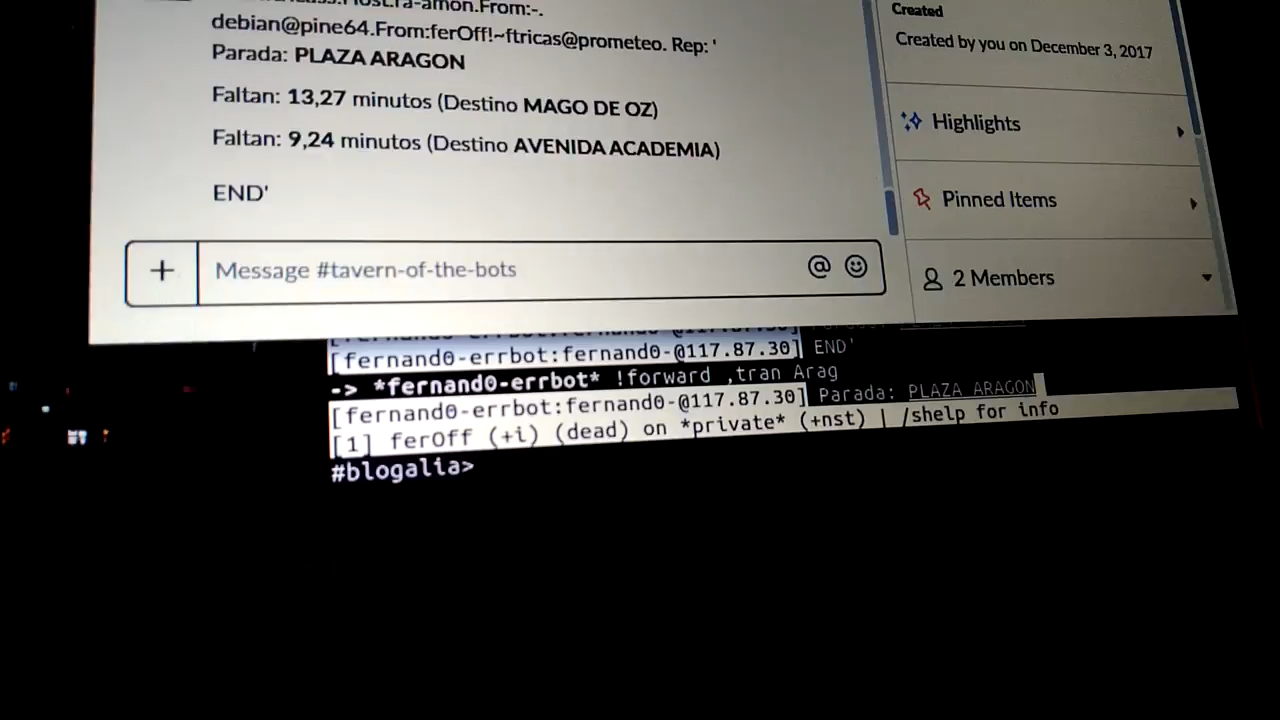 debian@pine64.From:ferOff!~ftricas@prometeo. Rep: '
Parada: PLAZA ARAGON
Faltan: 13,27 minutos (Destino MAGO DE OZ)
Faltan: 9,24 minutos (Destino AVENIDA ACADEMIA)
END'
Message #tavern-of-the-bots
Created
Created by you on December 3, 2017
Highlights
Pinned Items
2 Members
[fernand0-errbot:fernand0-@117.87.30] END'
-> *fernand0-errbot* !forward ,tran Arag
[fernand0-errbot:fernand0-@117.87.30] Parada: PLAZA ARAGON
[1] ferOff (+i) (dead) on *private* (+nst) | /shelp for info
#blogalia>